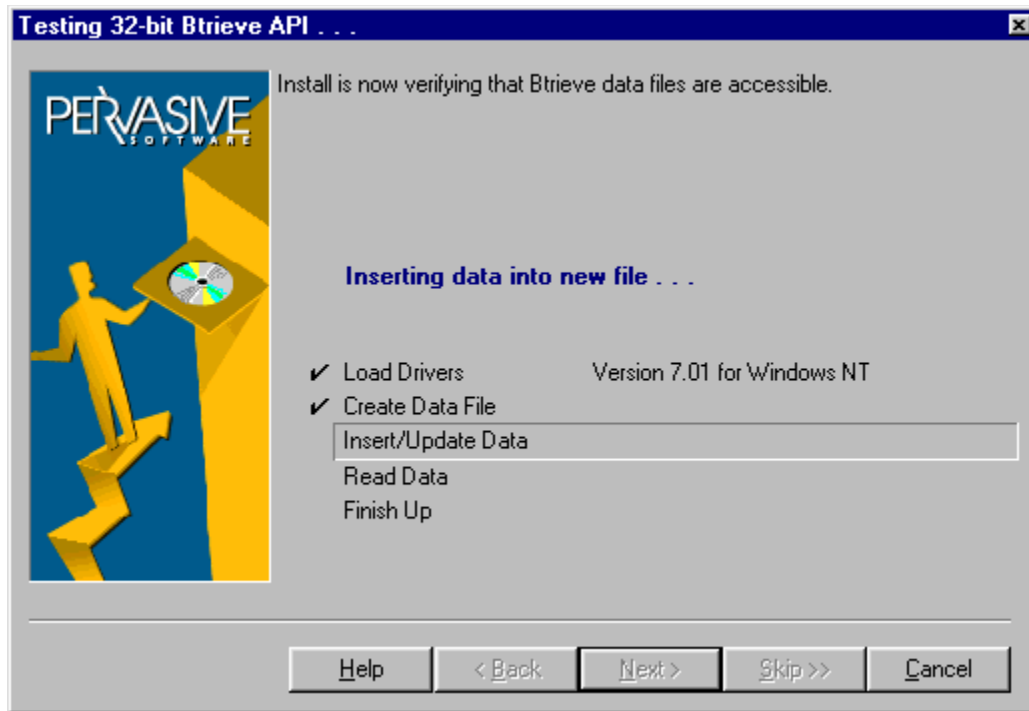 Testing 32-bit Btrieve API . . .
PERVASIVE
SOFTWARE
Install is now verifying that Btrieve data files are accessible.
Inserting data into new file . . .
✔ Load Drivers Version 7.01 for Windows NT
✔ Create Data File
Insert/Update Data
Read Data
Finish Up
Help < Back Next > Skip >> Cancel